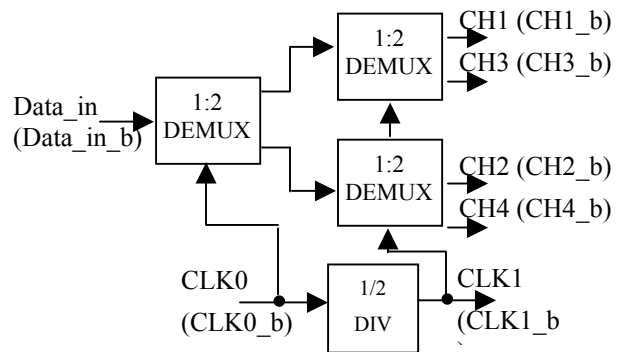 CH1 (CH1_b)
CH3 (CH3_b)
1:2
DEMUX
1:2
DEMUX
Data_in
(Data_in_b)
1:2
DEMUX
CH2 (CH2_b)
CH4 (CH4_b)
CLK0
(CLK0_b)
1/2
DIV
CLK1
(CLK1_b
)